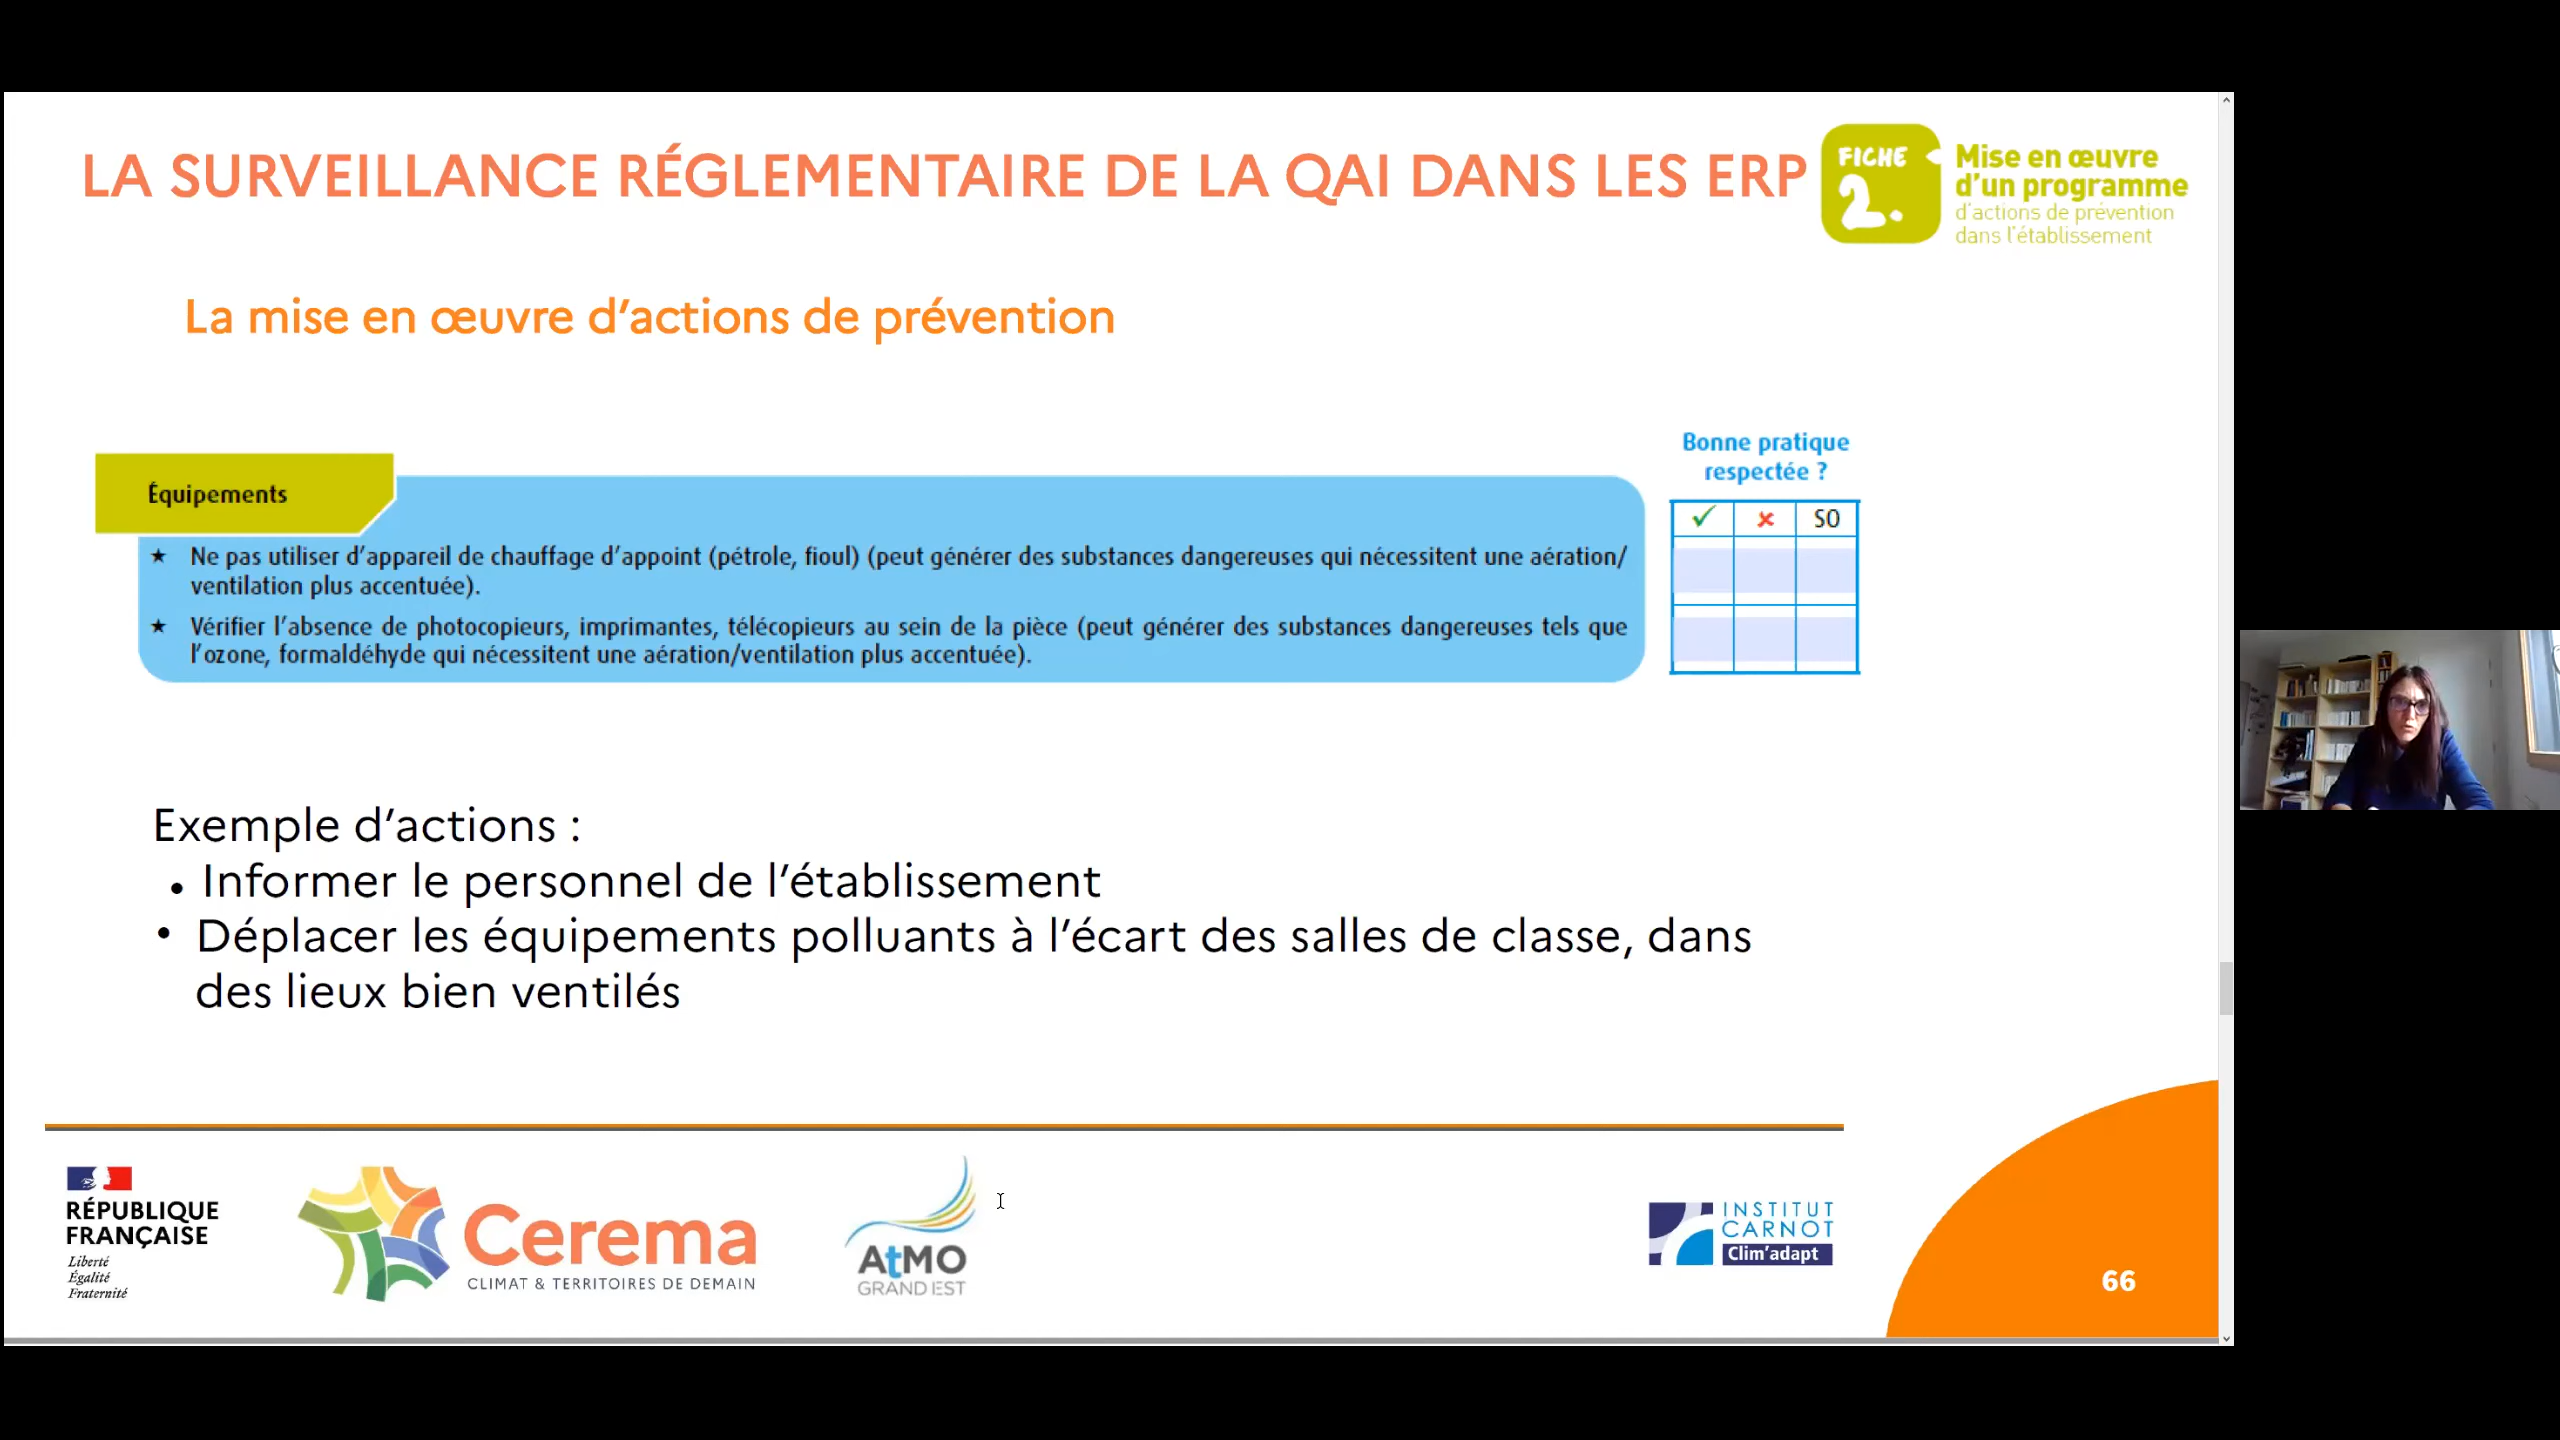 LA SURVEILLANCE RÉGLEMENTAIRE DE LA QAI DANS LES ERP
FICHE
2.
Mise en œuvre
d'un programme
d'actions de prévention
dans l'établissement
La mise en œuvre d'actions de prévention
Bonne pratique
respectée ?
✓ ✗ SO
Équipements
★ Ne pas utiliser d'appareil de chauffage d'appoint (pétrole, fioul) (peut générer des substances dangereuses qui nécessitent une aération/
ventilation plus accentuée).
★ Vérifier l'absence de photocopieurs, imprimantes, télécopieurs au sein de la pièce (peut générer des substances dangereuses tels que
l'ozone, formaldéhyde qui nécessitent une aération/ventilation plus accentuée).
Exemple d'actions :
• Informer le personnel de l'établissement
• Déplacer les équipements polluants à l'écart des salles de classe, dans
des lieux bien ventilés
RÉPUBLIQUE
FRANÇAISE
Liberté
Égalité
Fraternité
Cerema
CLIMAT & TERRITOIRES DE DEMAIN
AtMO
GRAND EST
INSTITUT
CARNOT
Clim'adapt
66